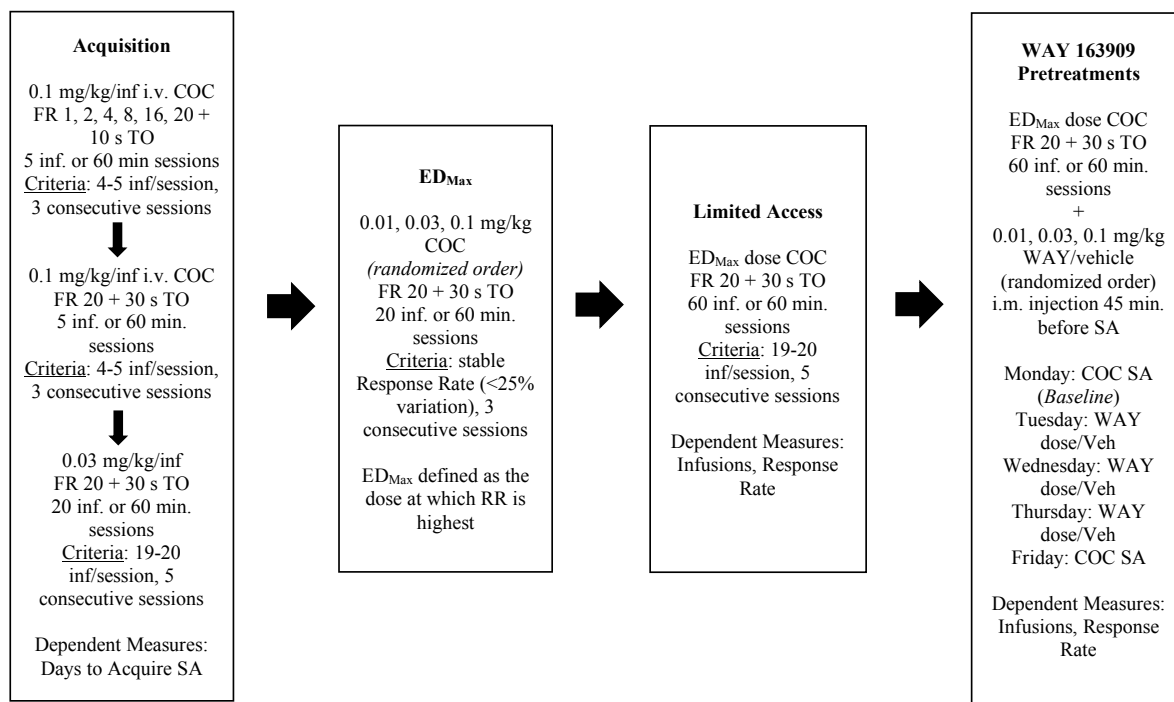 Acquisition
0.1 mg/kg/inf i.v. COC
FR 1, 2, 4, 8, 16, 20 +
10 s TO
5 inf. or 60 min sessions
Criteria: 4-5 inf/session,
3 consecutive sessions
0.1 mg/kg/inf i.v. COC
FR 20 + 30 s TO
5 inf. or 60 min.
sessions
Criteria: 4-5 inf/session,
3 consecutive sessions
0.03 mg/kg/inf
FR 20 + 30 s TO
20 inf. or 60 min.
sessions
Criteria: 19-20
inf/session, 5
consecutive sessions
Dependent Measures:
Days to Acquire SA
EDMax
0.01, 0.03, 0.1 mg/kg
COC
(randomized order)
FR 20 + 30 s TO
20 inf. or 60 min.
sessions
Criteria: stable
Response Rate (<25%
variation), 3
consecutive sessions
EDMax defined as the
dose at which RR is
highest
Limited Access
EDMax dose COC
FR 20 + 30 s TO
60 inf. or 60 min.
sessions
Criteria: 19-20
inf/session, 5
consecutive sessions
Dependent Measures:
Infusions, Response
Rate
WAY 163909
Pretreatments
EDMax dose COC
FR 20 + 30 s TO
60 inf. or 60 min.
sessions
+
0.01, 0.03, 0.1 mg/kg
WAY/vehicle
(randomized order)
i.m. injection 45 min.
before SA
Monday: COC SA
(Baseline)
Tuesday: WAY
dose/Veh
Wednesday: WAY
dose/Veh
Thursday: WAY
dose/Veh
Friday: COC SA
Dependent Measures:
Infusions, Response
Rate